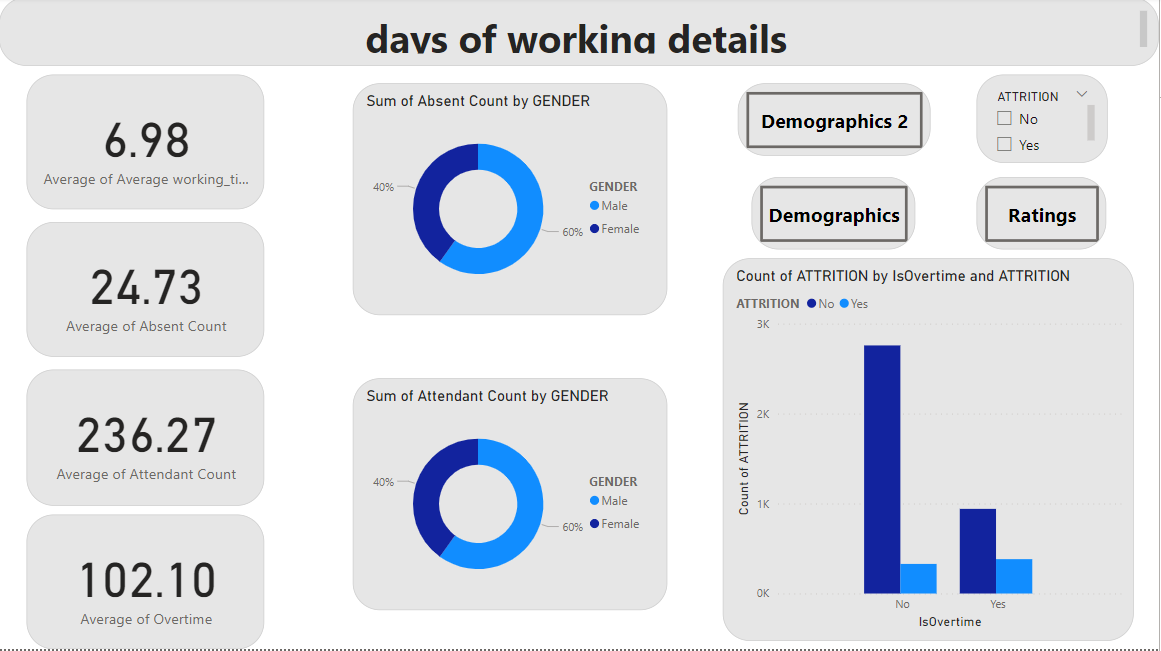 days of working details
6.98
Average of Average working_ti...
24.73
Average of Absent Count
236.27
Average of Attendant Count
102.10
Average of Overtime
Sum of Absent Count by GENDER
40%
60%
GENDER
Male
Female
Sum of Attendant Count by GENDER
40%
60%
GENDER
Male
Female
Demographics 2
ATTRITION
No
Yes
Demographics
Ratings
Count of ATTRITION by IsOvertime and ATTRITION
ATTRITION No Yes
3K
2K
1K
0K
Count of ATTRITION
No
Yes
IsOvertime